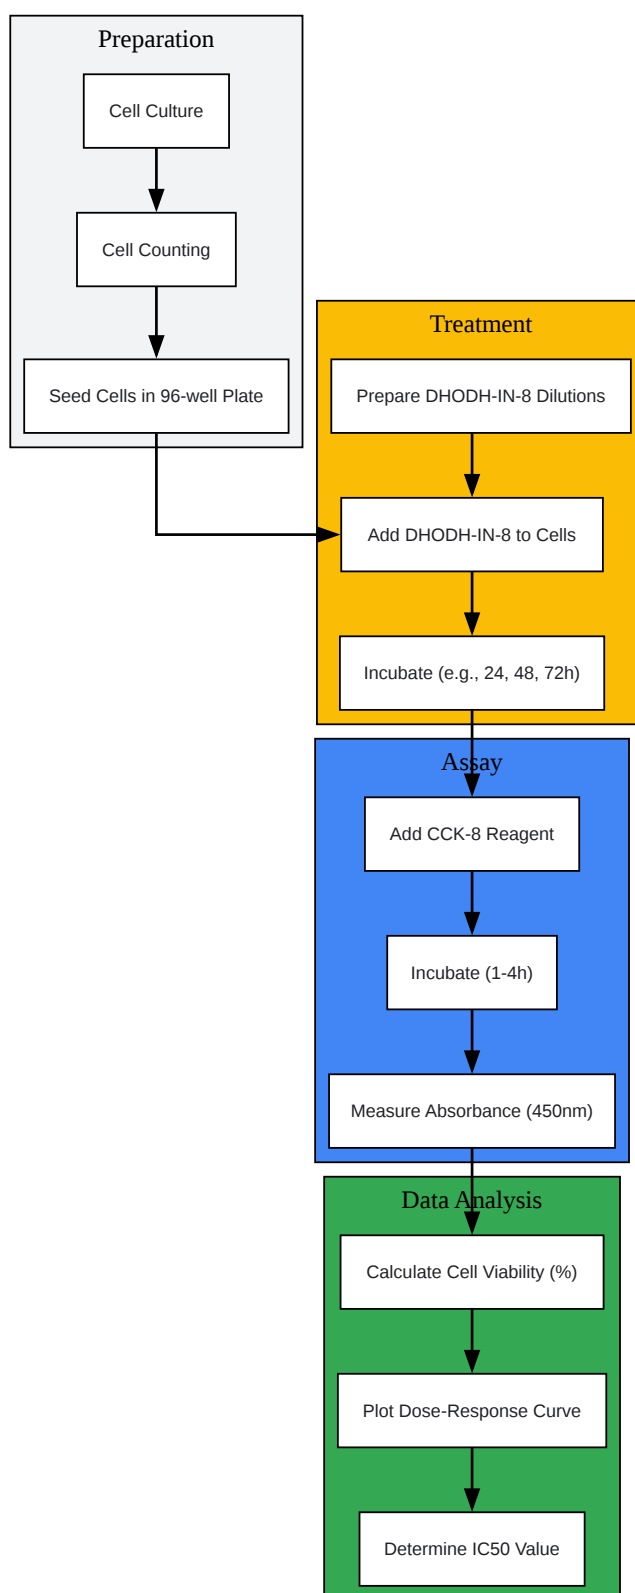 Preparation
Cell Culture
Cell Counting
Seed Cells in 96-well Plate
Treatment
Prepare DHODH-IN-8 Dilutions
Add DHODH-IN-8 to Cells
Incubate (e.g., 24, 48, 72h)
Assay
Add CCK-8 Reagent
Incubate (1-4h)
Measure Absorbance (450nm)
Data Analysis
Calculate Cell Viability (%)
Plot Dose-Response Curve
Determine IC50 Value